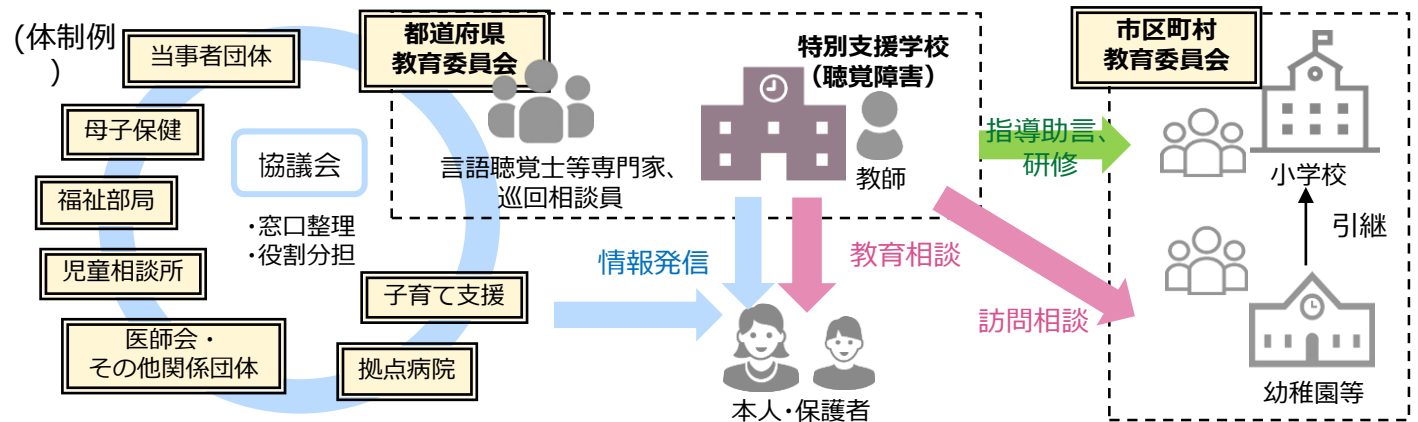 (体制例
)
当事者団体
都道府県
教育委員会
特別支援学校
（聴覚障害）
市区町村
教育委員会
母子保健
協議会
言語聴覚士等専門家、
巡回相談員
教師
指導助言、
研修
小学校
福祉部局
・窓口整理
・役割分担
引継
児童相談所
情報発信
教育相談
子育て支援
訪問相談
医師会・
その他関係団体
拠点病院
幼稚園等
本人・保護者